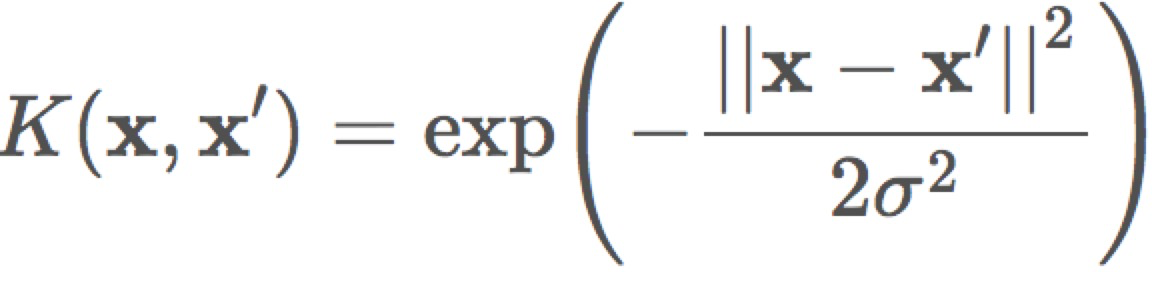 K(𝐱, 𝐱′) = exp(−||𝐱 − 𝐱′||² / 2σ²)